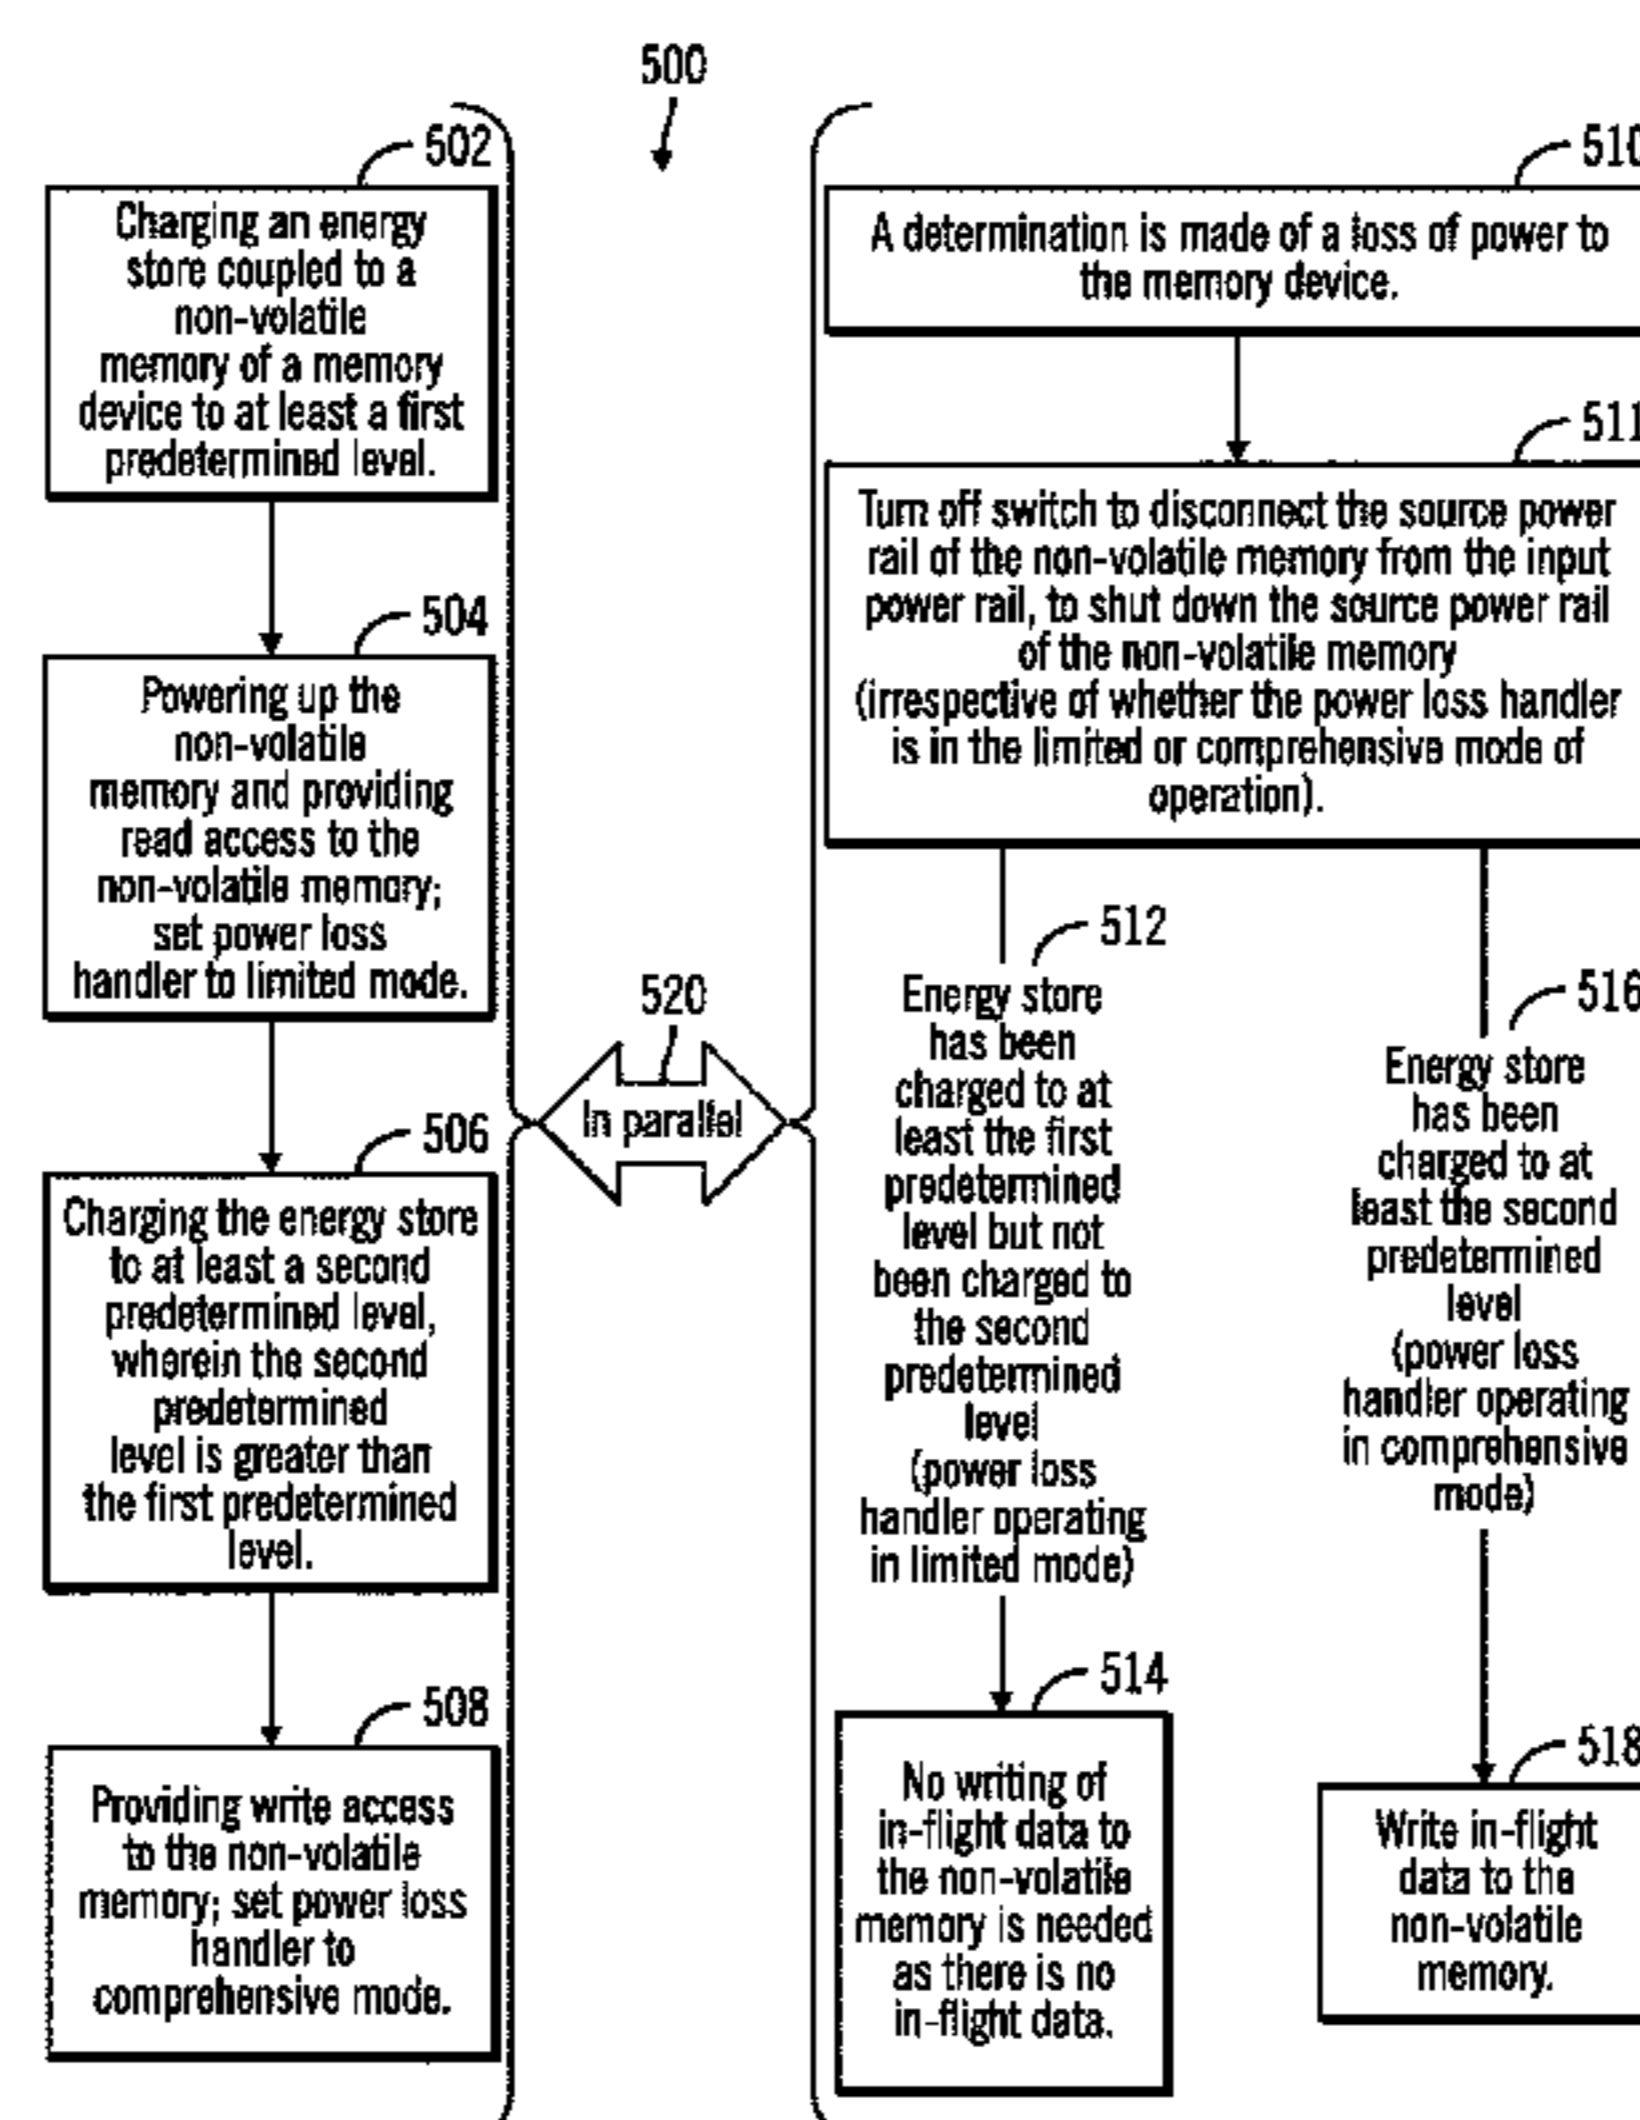 500
502
Charging an energy
store coupled to a
non-volatile
memory of a memory
device to at least a first
predetermined level.
504
Powering up the
non-volatile
memory and providing
read access to the
non-volatile memory;
set power loss
handler to limited mode.
506
Charging the energy store
to at least a second
predetermined level,
wherein the second
predetermined
level is greater than
the first predetermined
level.
508
Providing write access
to the non-volatile
memory; set power loss
handler to
comprehensive mode.
520
In parallel
510
A determination is made of a loss of power to
the memory device.
511
Turn off switch to disconnect the source power
rail of the non-volatile memory from the input
power rail, to shut down the source power rail
of the non-volatile memory
(irrespective of whether the power loss handler
is in the limited or comprehensive mode of
operation).
512
Energy store
has been
charged to at
least the first
predetermined
level but not
been charged to
the second
predetermined
level
(power loss
handler operating
in limited mode)
514
No writing of
in-flight data to
the non-volatile
memory is needed
as there is no
in-flight data.
516
Energy store
has been
charged to at
least the second
predetermined
level
(power loss
handler operating
in comprehensive
mode)
518
Write in-flight
data to the
non-volatile
memory.